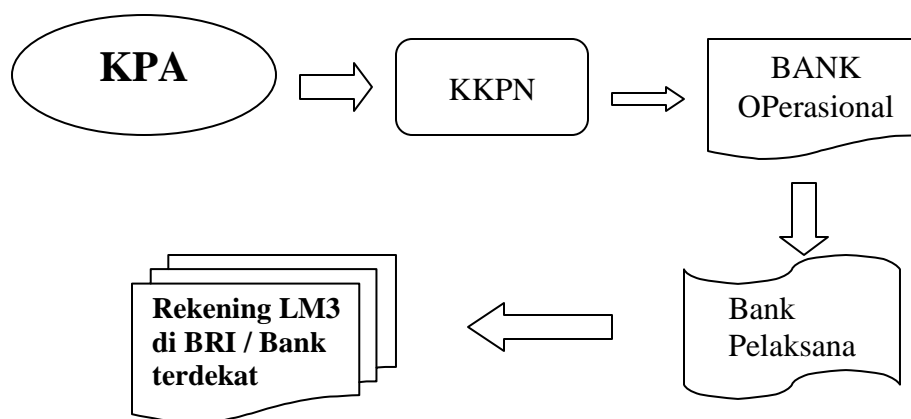 KPA
KKPN
BANK
OPerasional
Bank
Pelaksana
Rekening LM3
di BRI / Bank
terdekat